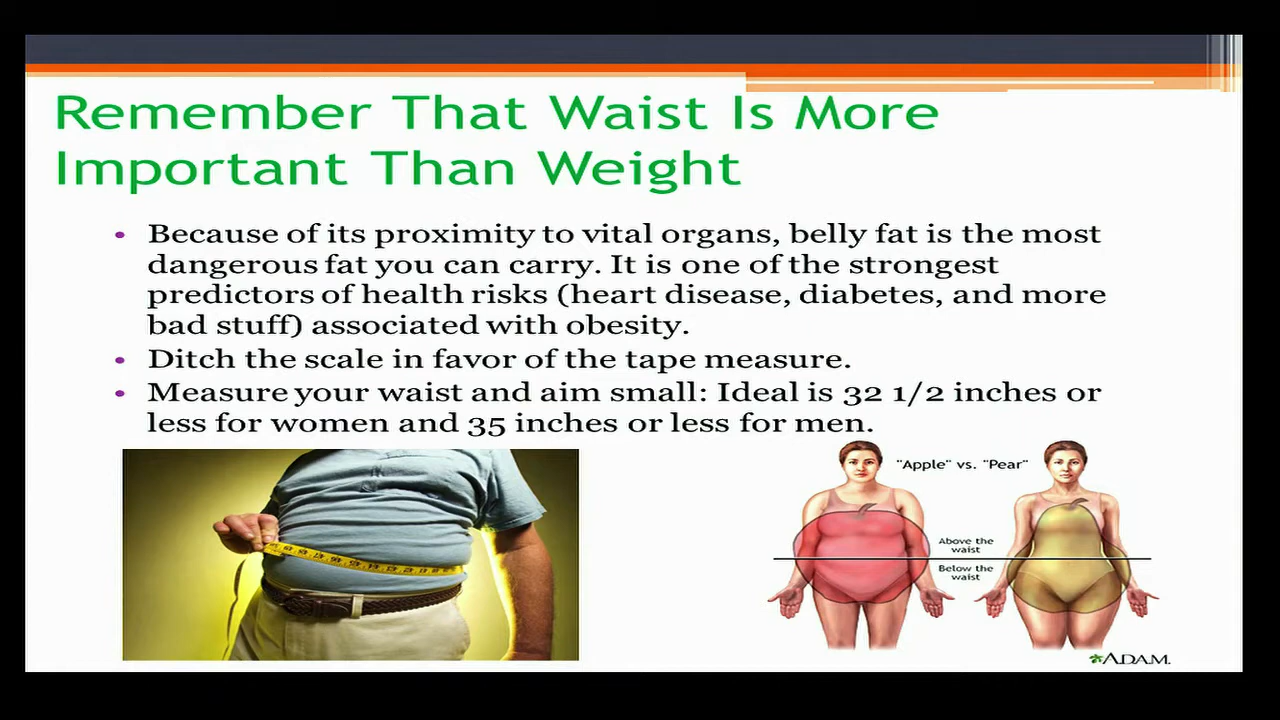 Remember That Waist Is More
Important Than Weight
• Because of its proximity to vital organs, belly fat is the most
dangerous fat you can carry. It is one of the strongest
predictors of health risks (heart disease, diabetes, and more
bad stuff) associated with obesity.
• Ditch the scale in favor of the tape measure.
• Measure your waist and aim small: Ideal is 32 1/2 inches or
less for women and 35 inches or less for men.
"Apple" vs. "Pear"
Above the
waist
Below the
waist
A.D.A.M.